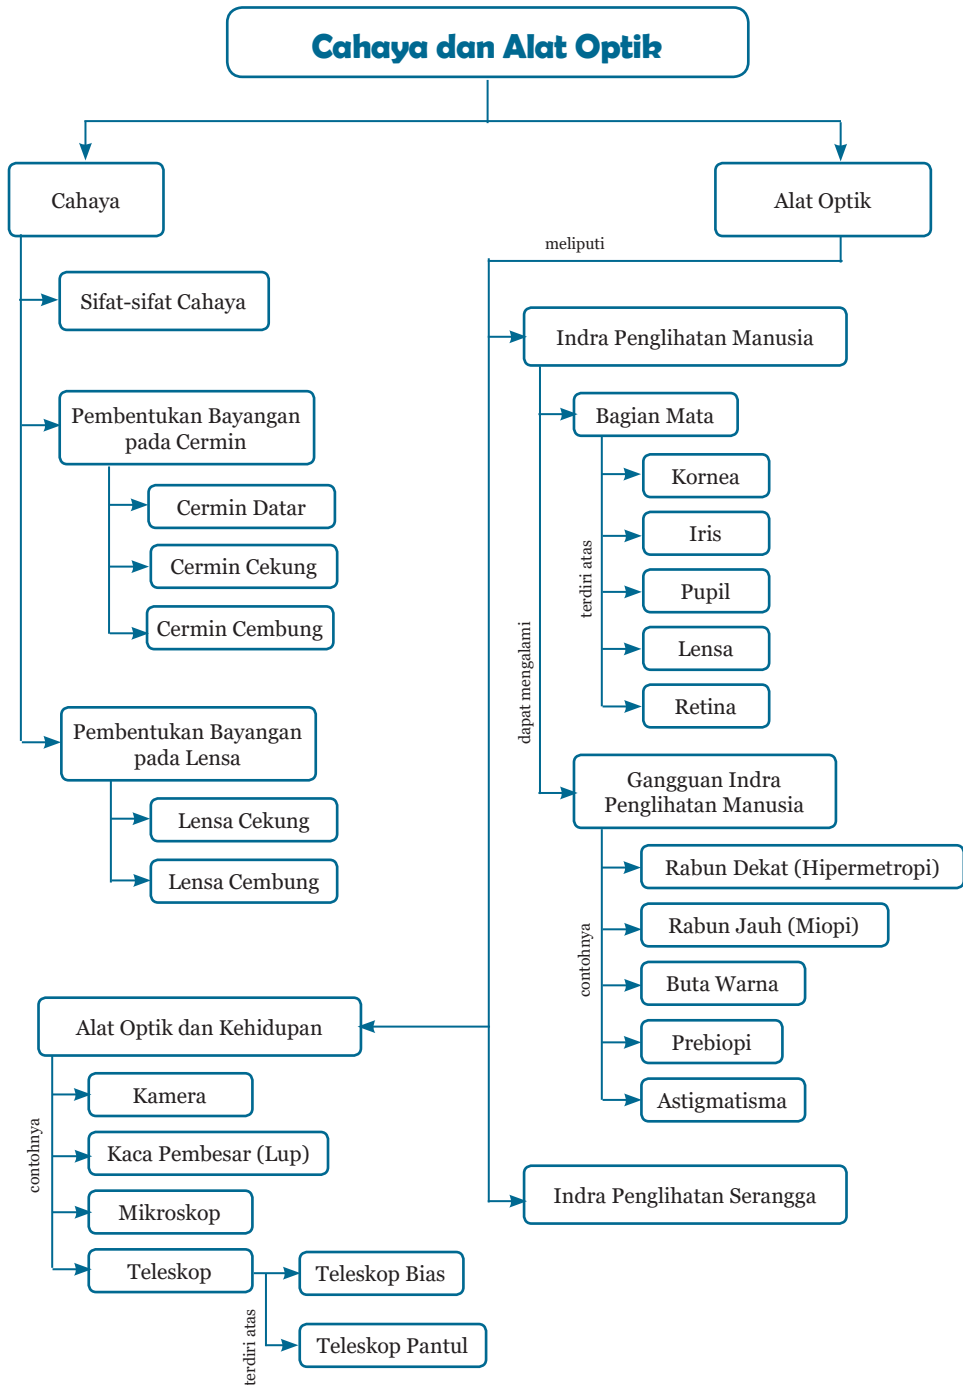 Cahaya dan Alat Optik
Cahaya
Sifat-sifat Cahaya
Pembentukan Bayangan
pada Cermin
Cermin Datar
Cermin Cekung
Cermin Cembung
Pembentukan Bayangan
pada Lensa
Lensa Cekung
Lensa Cembung
Alat Optik
meliputi
Indra Penglihatan Manusia
Bagian Mata
terdiri atas
Kornea
Iris
Pupil
Lensa
Retina
dapat mengalami
Gangguan Indra
Penglihatan Manusia
contohnya
Rabun Dekat (Hipermetropi)
Rabun Jauh (Miopi)
Buta Warna
Prebiopi
Astigmatisma
Indra Penglihatan Serangga
Alat Optik dan Kehidupan
contohnya
Kamera
Kaca Pembesar (Lup)
Mikroskop
Teleskop
terdiri atas
Teleskop Bias
Teleskop Pantul